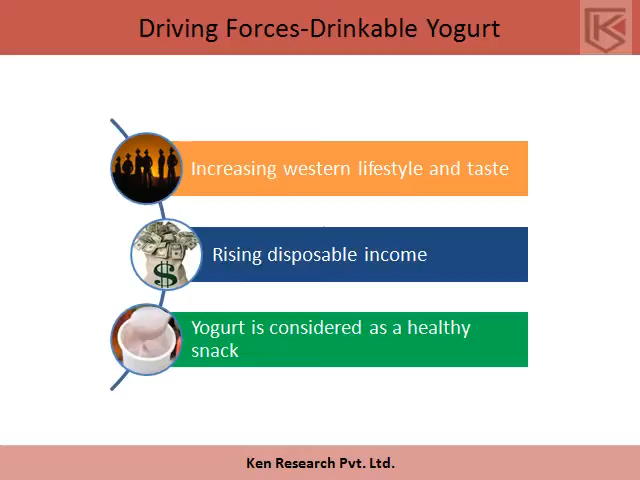 Driving Forces-Drinkable Yogurt
Increasing western lifestyle and taste
$
Rising disposable income
Yogurt is considered as a healthy
snack
Ken Research Pvt. Ltd.